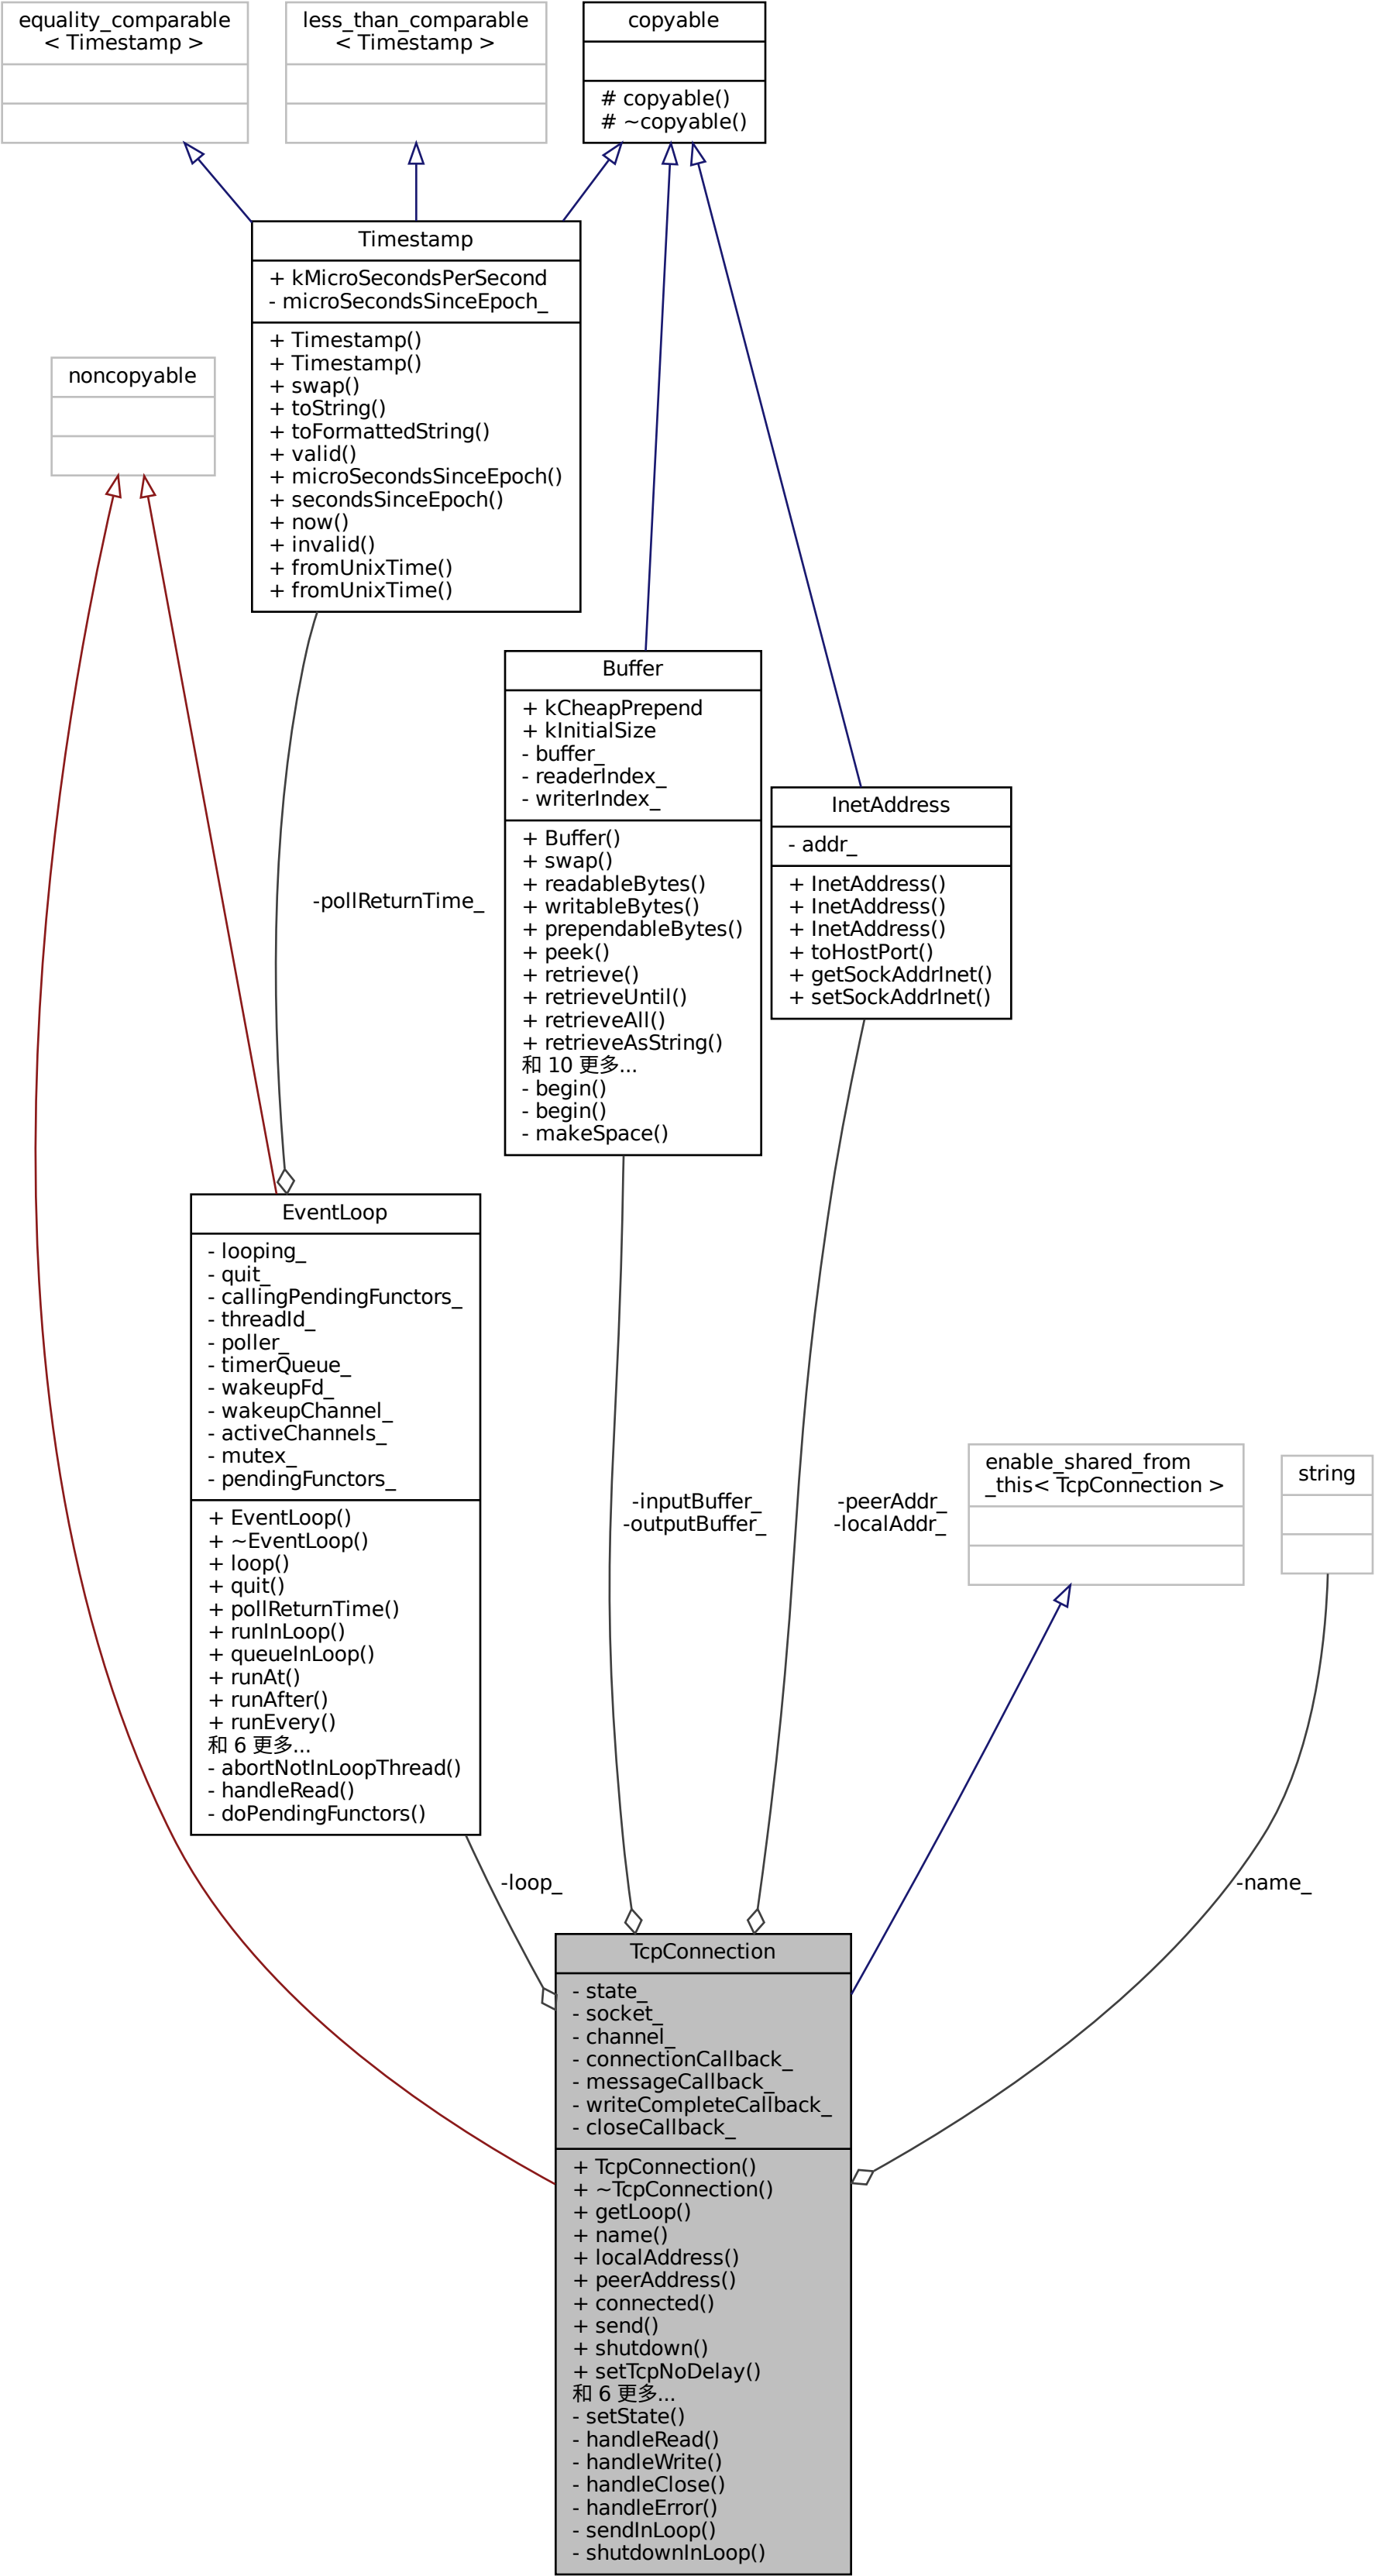 equality_comparable
< Timestamp >
less_than_comparable
< Timestamp >
copyable
# copyable()
# ~copyable()
Timestamp
+ kMicroSecondsPerSecond
- microSecondsSinceEpoch_
+ Timestamp()
+ Timestamp()
+ swap()
+ toString()
+ toFormattedString()
+ valid()
+ microSecondsSinceEpoch()
+ secondsSinceEpoch()
+ now()
+ invalid()
+ fromUnixTime()
+ fromUnixTime()
noncopyable
Buffer
+ kCheapPrepend
+ kInitialSize
- buffer_
- readerIndex_
- writerIndex_
+ Buffer()
+ swap()
+ readableBytes()
+ writableBytes()
+ prependableBytes()
+ peek()
+ retrieve()
+ retrieveUntil()
+ retrieveAll()
+ retrieveAsString()
和 10 更多...
- begin()
- begin()
- makeSpace()
InetAddress
- addr_
+ InetAddress()
+ InetAddress()
+ InetAddress()
+ toHostPort()
+ getSockAddrInet()
+ setSockAddrInet()
-pollReturnTime_
EventLoop
- looping_
- quit_
- callingPendingFunctors_
- threadId_
- poller_
- timerQueue_
- wakeupFd_
- wakeupChannel_
- activeChannels_
- mutex_
- pendingFunctors_
+ EventLoop()
+ ~EventLoop()
+ loop()
+ quit()
+ pollReturnTime()
+ runInLoop()
+ queueInLoop()
+ runAt()
+ runAfter()
+ runEvery()
和 6 更多...
- abortNotInLoopThread()
- handleRead()
- doPendingFunctors()
-inputBuffer_
-outputBuffer_
-peerAddr_
-localAddr_
enable_shared_from
_this< TcpConnection >
string
-loop_
-name_
TcpConnection
- state_
- socket_
- channel_
- connectionCallback_
- messageCallback_
- writeCompleteCallback_
- closeCallback_
+ TcpConnection()
+ ~TcpConnection()
+ getLoop()
+ name()
+ localAddress()
+ peerAddress()
+ connected()
+ send()
+ shutdown()
+ setTcpNoDelay()
和 6 更多...
- setState()
- handleRead()
- handleWrite()
- handleClose()
- handleError()
- sendInLoop()
- shutdownInLoop()